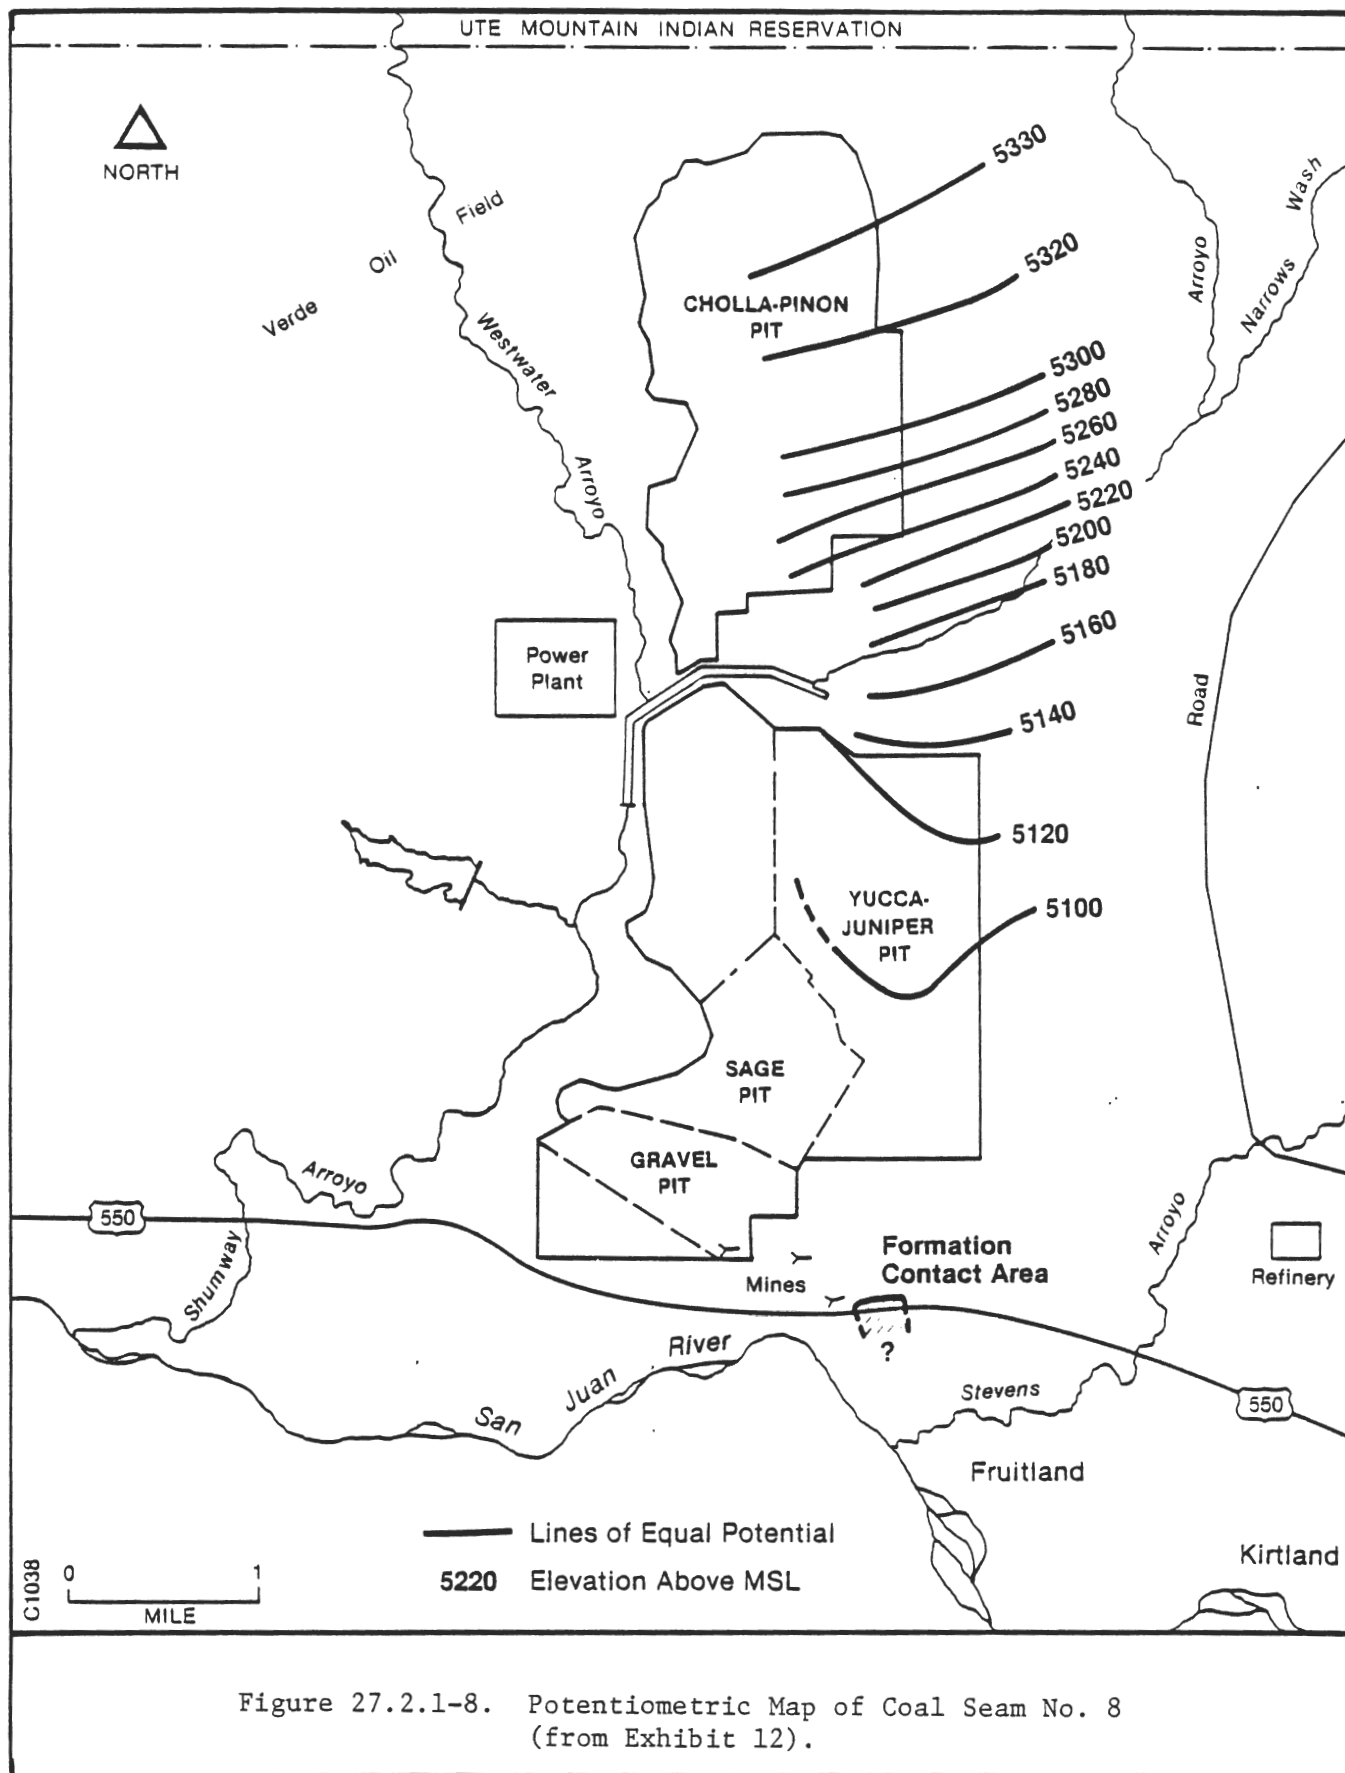 UTE MOUNTAIN INDIAN RESERVATION
NORTH
Verde Oil Field
Westwater
Arroyo
CHOLLA-PINON
PIT
5330
5320
5300
5280
5260
5240
5220
5200
5180
5160
5140
5120
5100
Arroyo
Narrows Wash
Power
Plant
Road
YUCCA-
JUNIPER
PIT
SAGE
PIT
GRAVEL
PIT
Arroyo
Shumway
550
Mines
Formation
Contact Area
?
Arroyo
Stevens
Refinery
550
San Juan River
Fruitland
Kirtland
Lines of Equal Potential
5220 Elevation Above MSL
C1038
0 1
MILE
Figure 27.2.1-8. Potentiometric Map of Coal Seam No. 8
(from Exhibit 12).